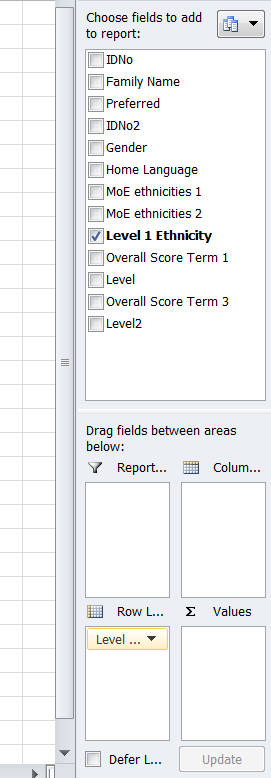 Choose fields to add
to report:
IDNo
Family Name
Preferred
IDNo2
Gender
Home Language
MoE ethnicities 1
MoE ethnicities 2
Level 1 Ethnicity
Overall Score Term 1
Level
Overall Score Term 3
Level2
Drag fields between areas
below:
Report... Colum...
Row L... Σ Values
Level ...
Defer L... Update